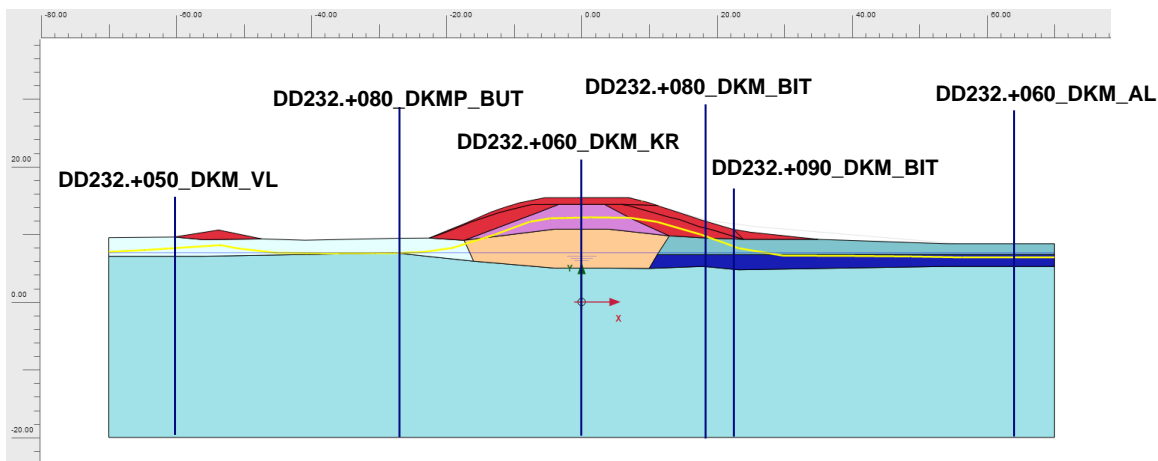 -80.00 -60.00 -40.00 -20.00 0.00 20.00 40.00 60.00
DD232.+080_DKM_BIT
DD232.+080_DKMP_BUT
DD232.+060_DKM_AL
DD232.+060_DKM_KR
20.00
DD232.+090_DKM_BIT
DD232.+050_DKM_VL
Y
0.00
X
-20.00